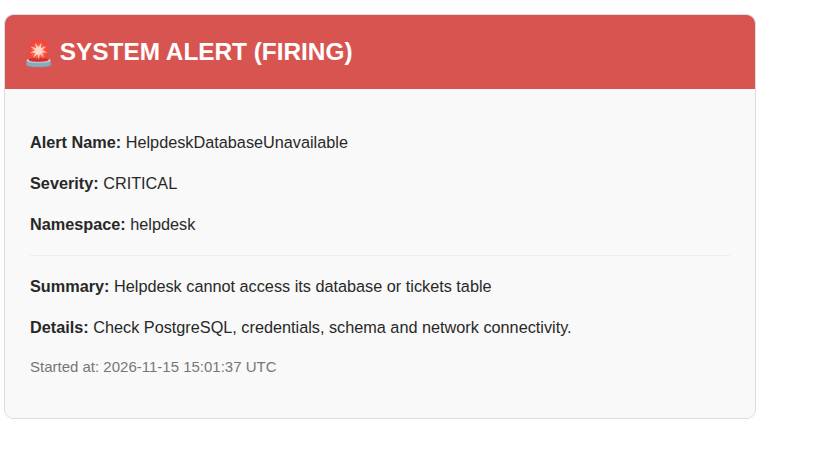 🚨 SYSTEM ALERT (FIRING)
Alert Name: HelpdeskDatabaseUnavailable
Severity: CRITICAL
Namespace: helpdesk
Summary: Helpdesk cannot access its database or tickets table
Details: Check PostgreSQL, credentials, schema and network connectivity.
Started at: 2026-11-15 15:01:37 UTC